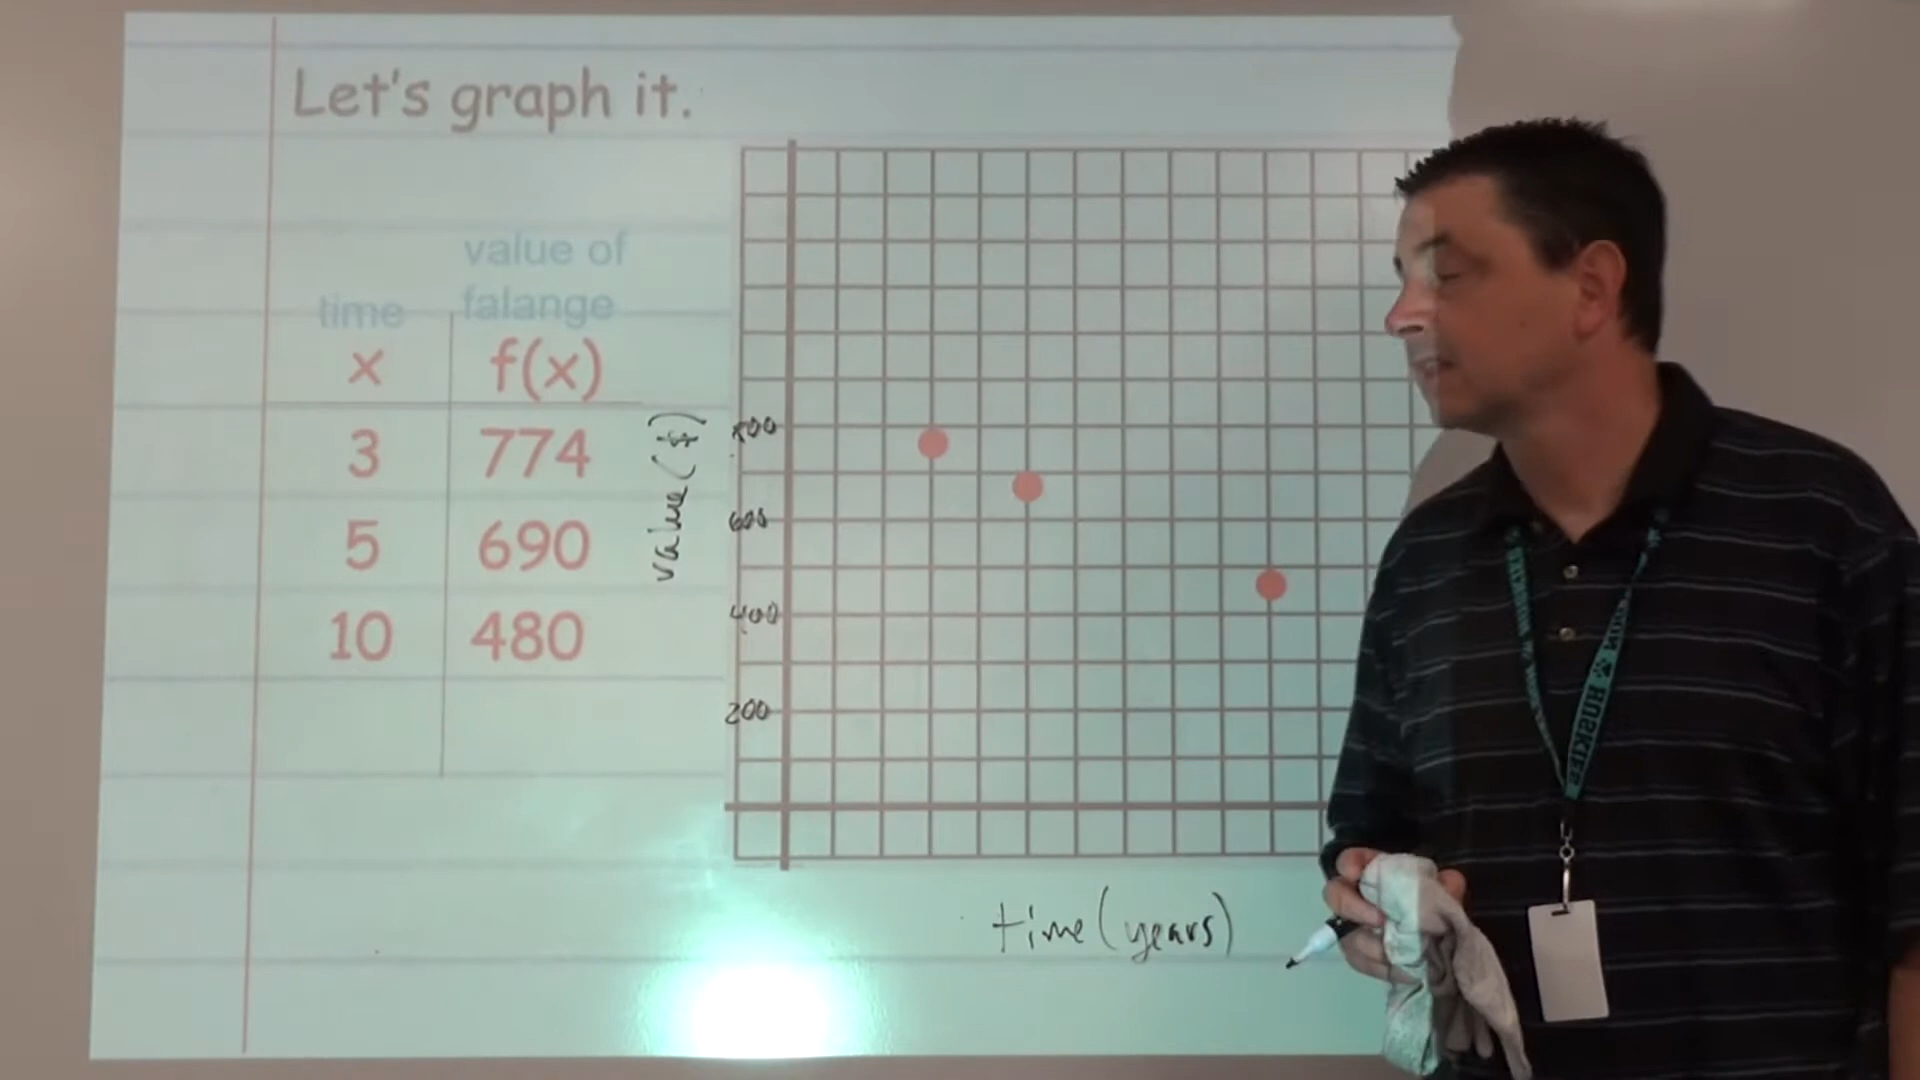 Let's graph it.
value of
falange
time
x f(x)
3 774
5 690
10 480
value($)
800
600
400
200
time(years)
HUSKIES